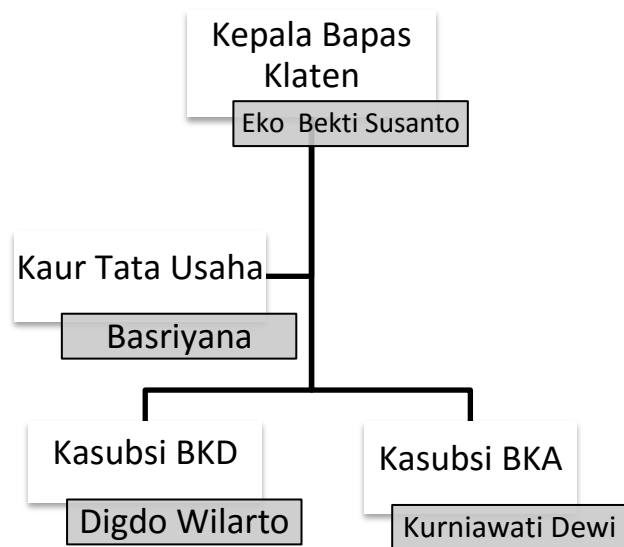 Kepala Bapas
Klaten
Eko Bekti Susanto
Kaur Tata Usaha
Basriyana
Kasubsi BKD
Digdo Wilarto
Kasubsi BKA
Kurniawati Dewi